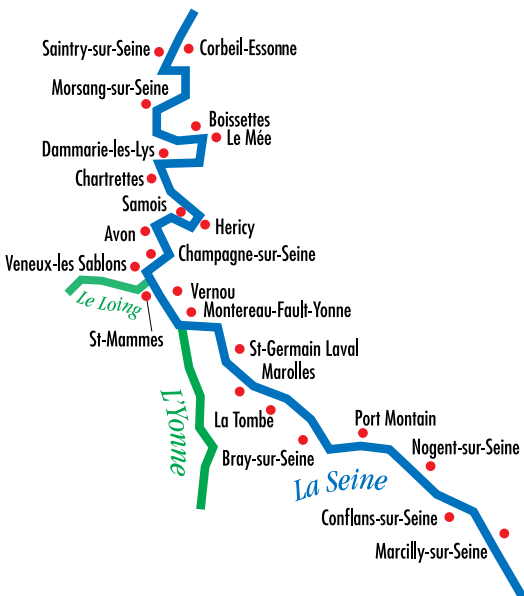 Saintry-sur-Seine
Corbeil-Essonne
Morsang-sur-Seine
Boissettes
Le Mée
Dammarie-les-Lys
Chartrettes
Samois
Hericy
Avon
Champagne-sur-Seine
Veneux-les Sablons
Le Loing
Vernou
Montereau-Fault-Yonne
St-Mammes
St-Germain Laval
Marolles
L'Yonne
La Tombe
Port Montain
Bray-sur-Seine
Nogent-sur-Seine
La Seine
Conflans-sur-Seine
Marcilly-sur-Seine